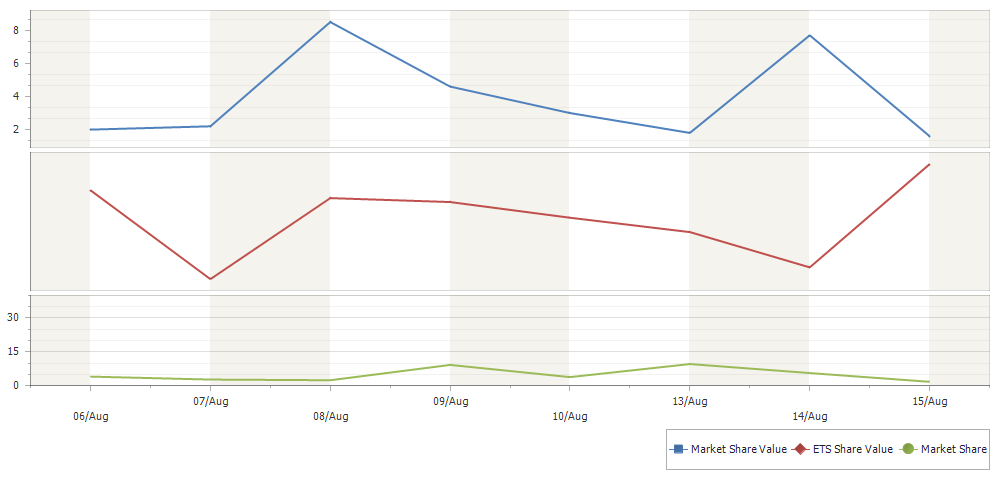 8
6
4
2
30
15
0
06/Aug
07/Aug
08/Aug
09/Aug
10/Aug
13/Aug
14/Aug
15/Aug
Market Share Value
ETS Share Value
Market Share